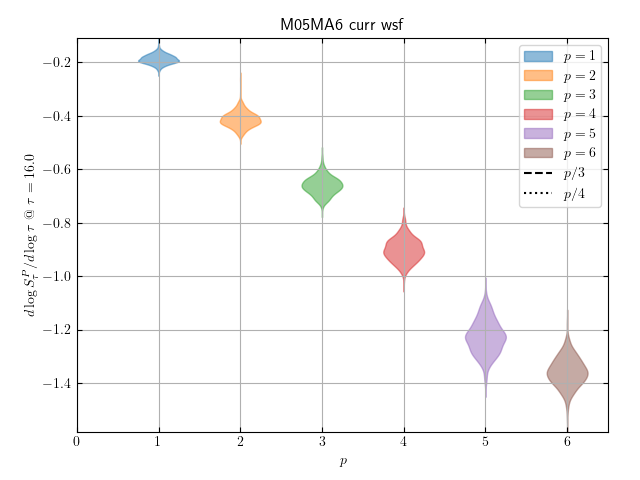 M05MA6 curr wsf
−0.2
−0.4
−0.6
−0.8
−1.0
−1.2
−1.4
d log S_τ^P / d log τ @ τ = 16.0
0 1 2 3 4 5 6
p
p = 1
p = 2
p = 3
p = 4
p = 5
p = 6
p/3
p/4